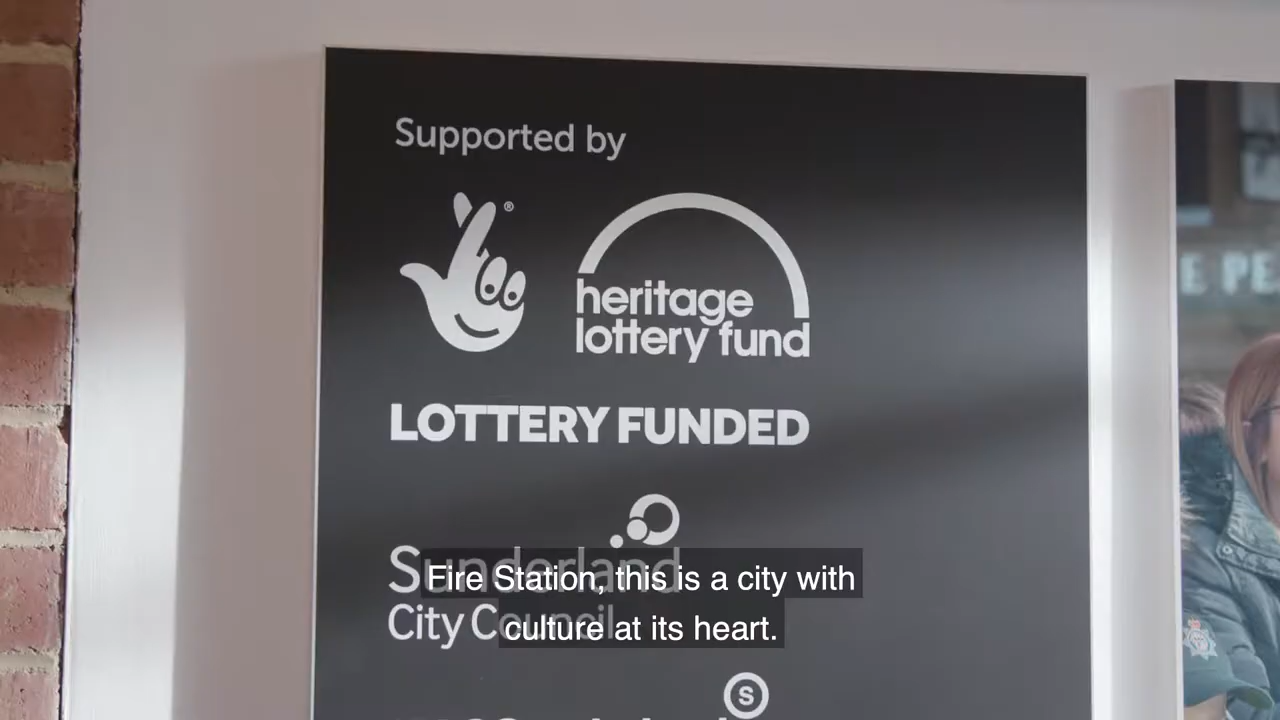 Supported by
®
heritage
lottery fund
LOTTERY FUNDED
Sunderland
City Council
Fire Station, this is a city with
culture at its heart.
S
E PE